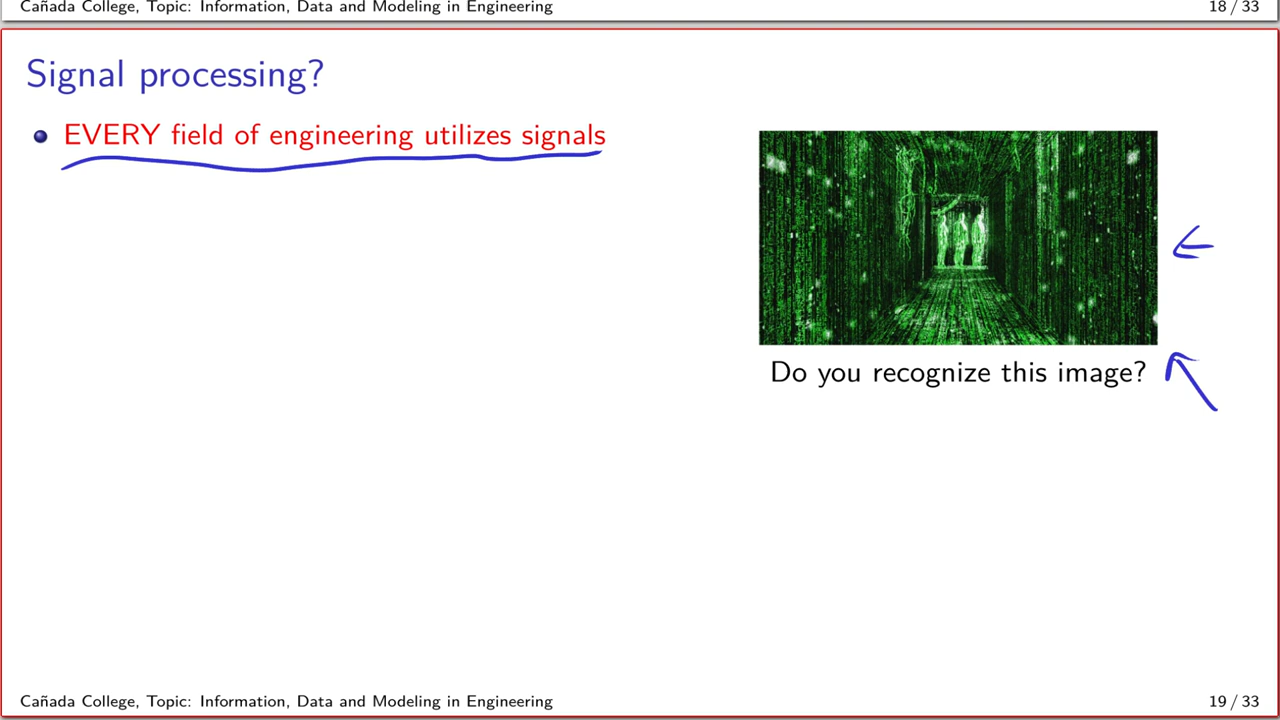 Cañada College, Topic: Information, Data and Modeling in Engineering 18 / 33
Signal processing?
EVERY field of engineering utilizes signals
Do you recognize this image?
Cañada College, Topic: Information, Data and Modeling in Engineering 19 / 33